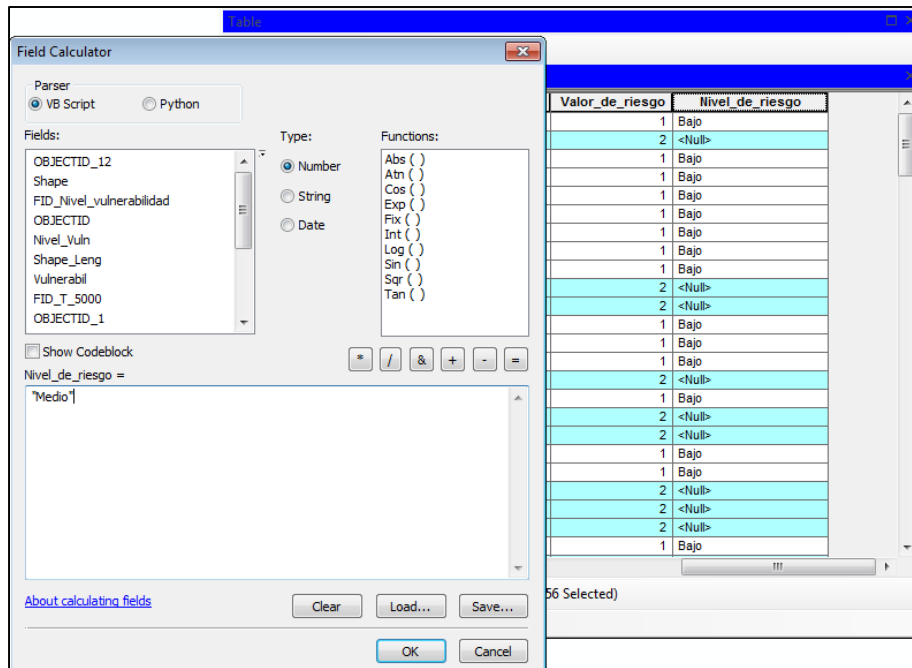 Table
Field Calculator
Parser
VB Script Python
Fields:
Type:
Functions:
OBJECTID_12
Shape
FID_Nivel_vulnerabilidad
OBJECTID
Nivel_Vuln
Shape_Leng
Vulnerabil
FID_T_5000
OBJECTID_1
Number
String
Date
Abs ( )
Atn ( )
Cos ( )
Exp ( )
Fix ( )
Int ( )
Log ( )
Sin ( )
Sqr ( )
Tan ( )
Show Codeblock
* / & + - =
Nivel_de_riesgo =
"Medio"
About calculating fields
Clear Load... Save...
OK Cancel
Valor_de_riesgo Nivel_de_riesgo
1 Bajo
2 <Null>
1 Bajo
1 Bajo
1 Bajo
1 Bajo
1 Bajo
1 Bajo
1 Bajo
2 <Null>
2 <Null>
1 Bajo
1 Bajo
1 Bajo
2 <Null>
1 Bajo
2 <Null>
2 <Null>
1 Bajo
1 Bajo
2 <Null>
2 <Null>
2 <Null>
1 Bajo
56 Selected)